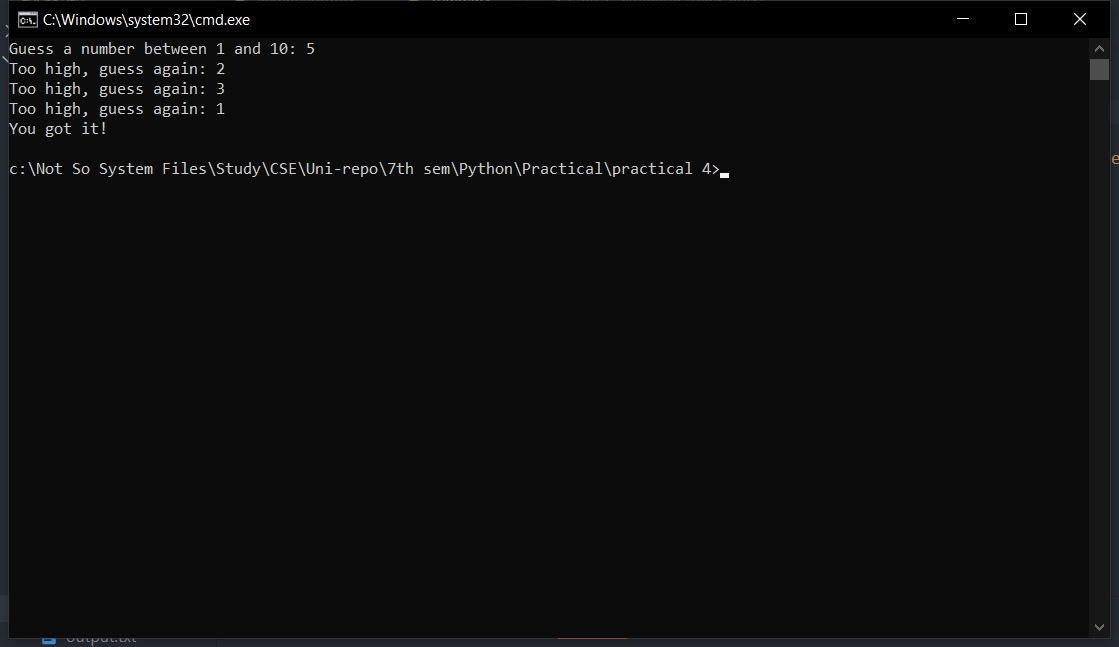 C:\Windows\system32\cmd.exe
Guess a number between 1 and 10: 5
Too high, guess again: 2
Too high, guess again: 3
Too high, guess again: 1
You got it!
c:\Not So System Files\Study\CSE\Uni-repo\7th sem\Python\Practical\practical 4>
output.txt